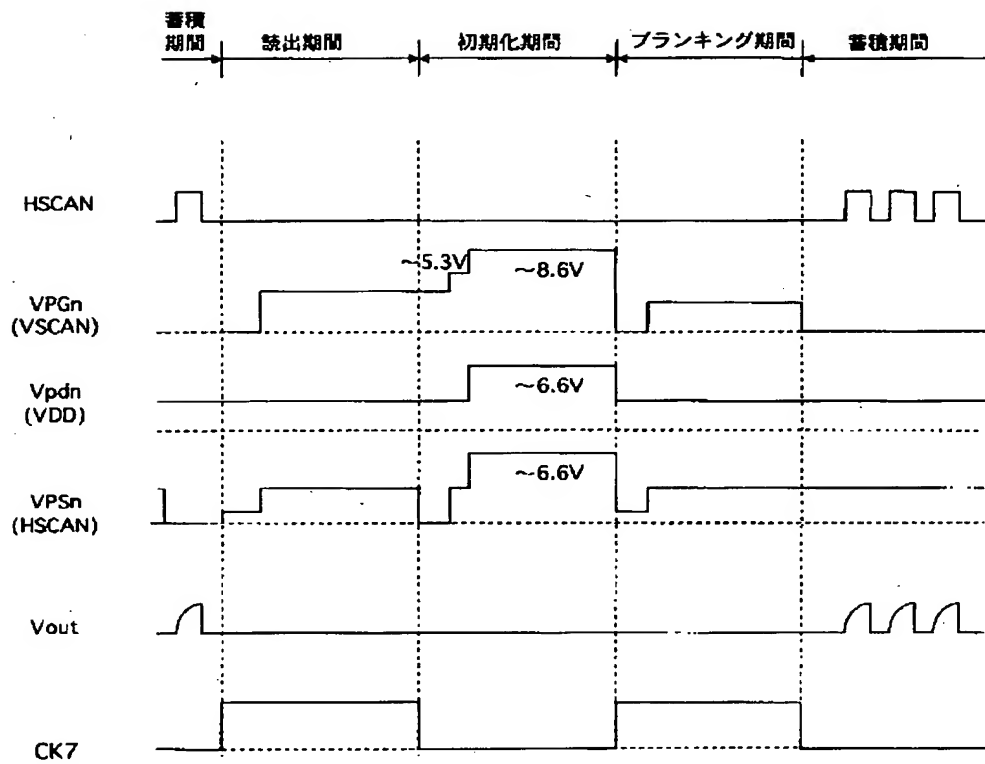 蓄積
期間
読出期間
初期化期間
ブランキング期間
蓄積期間
HSCAN
VPGn
(VSCAN)
～5.3V
～8.6V
Vpdn
(VDD)
～6.6V
VPSn
(HSCAN)
～6.6V
Vout
CK7